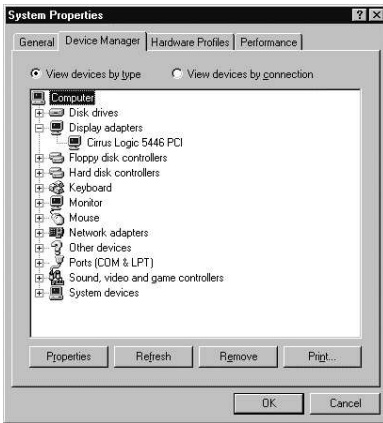 System Properties
General Device Manager Hardware Profiles Performance
View devices by type View devices by connection
Computer
Disk drives
Display adapters
Cirrus Logic 5446 PCI
Floppy disk controllers
Hard disk controllers
Keyboard
Monitor
Mouse
Network adapters
Other devices
Ports (COM & LPT)
Sound, video and game controllers
System devices
Properties Refresh Remove Print...
OK Cancel